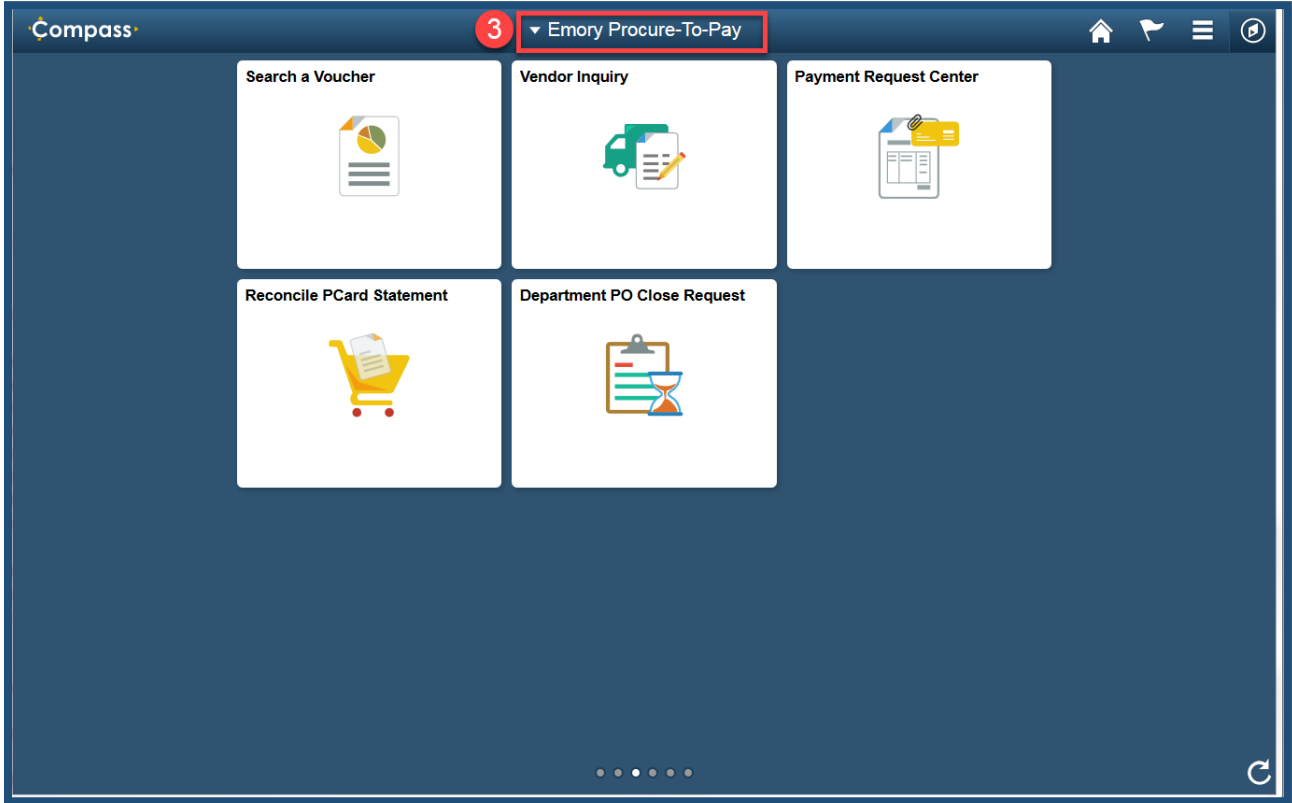 Compass
3
Emory Procure-To-Pay
Search a Voucher
Vendor Inquiry
Payment Request Center
Reconcile PCard Statement
Department PO Close Request